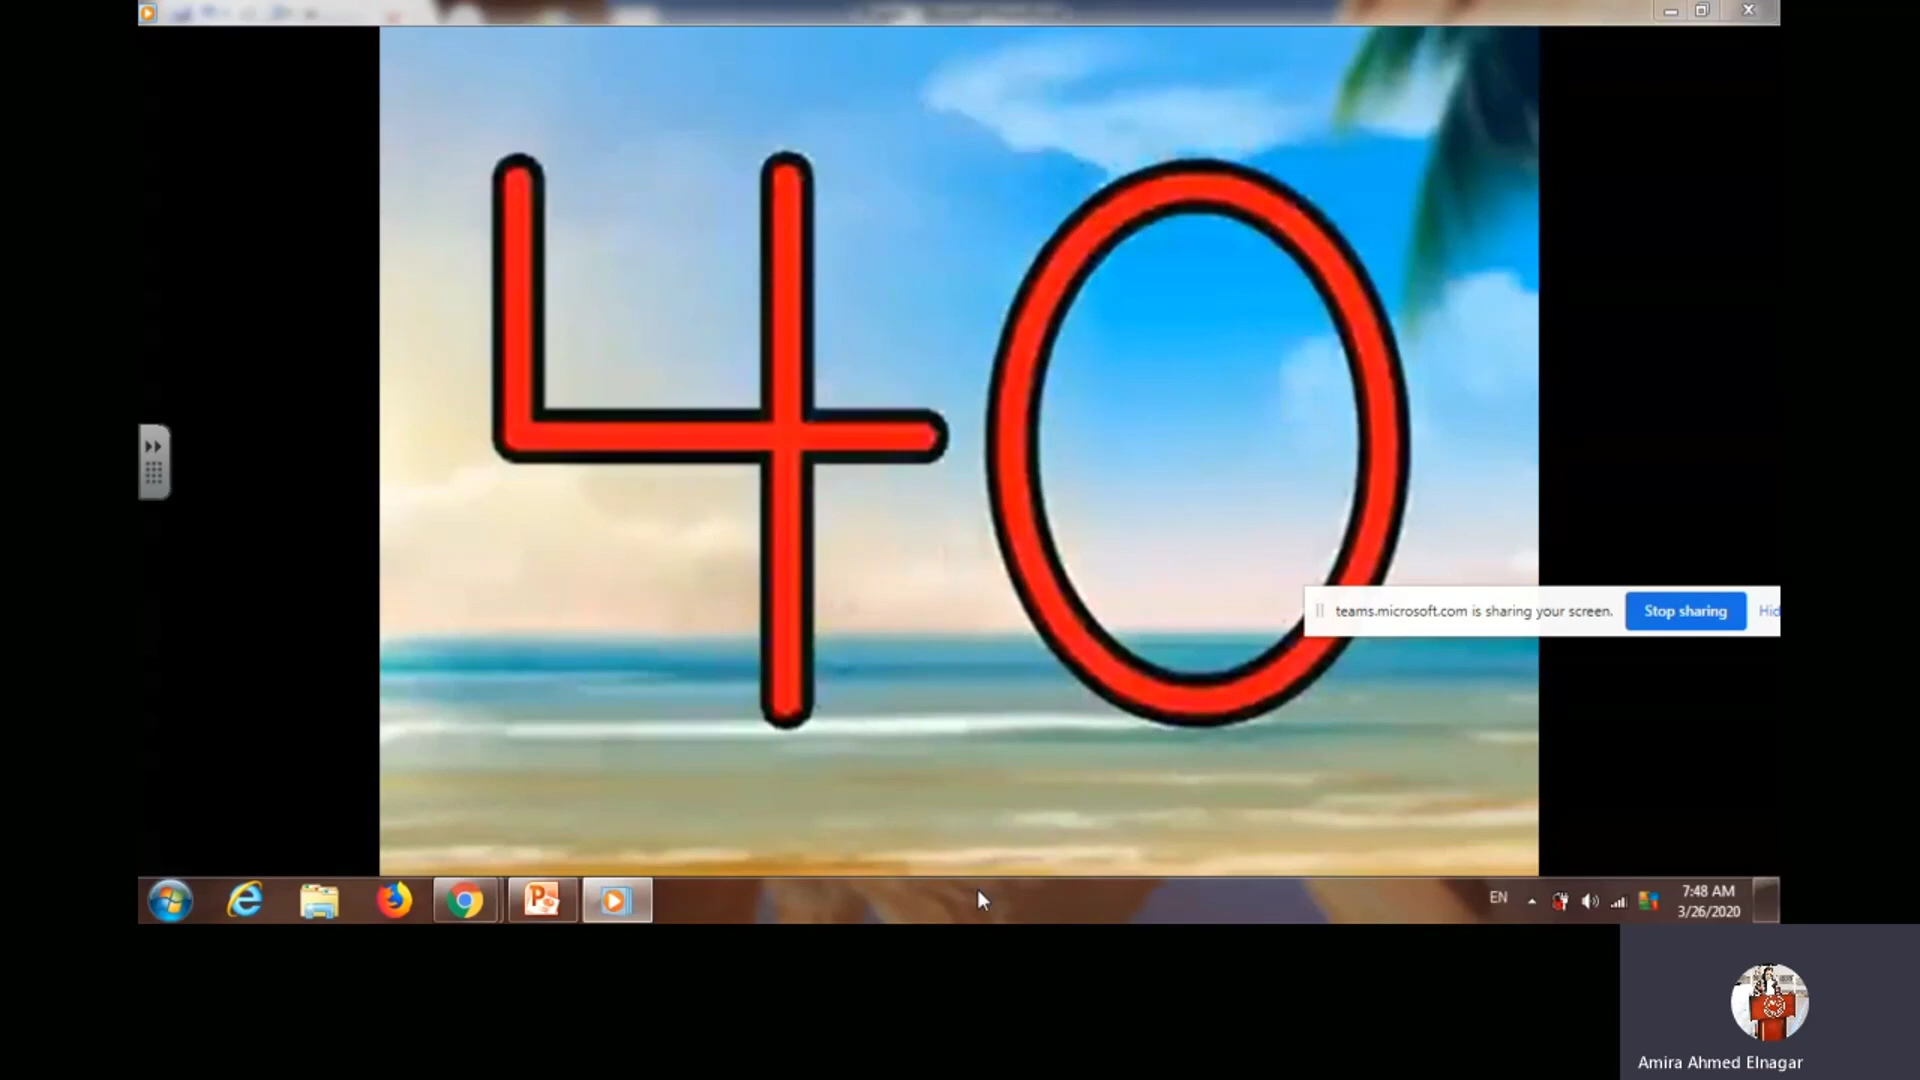 40
teams.microsoft.com is sharing your screen. Stop sharing Hid
EN
7:48 AM
3/26/2020
Amira Ahmed Elnagar